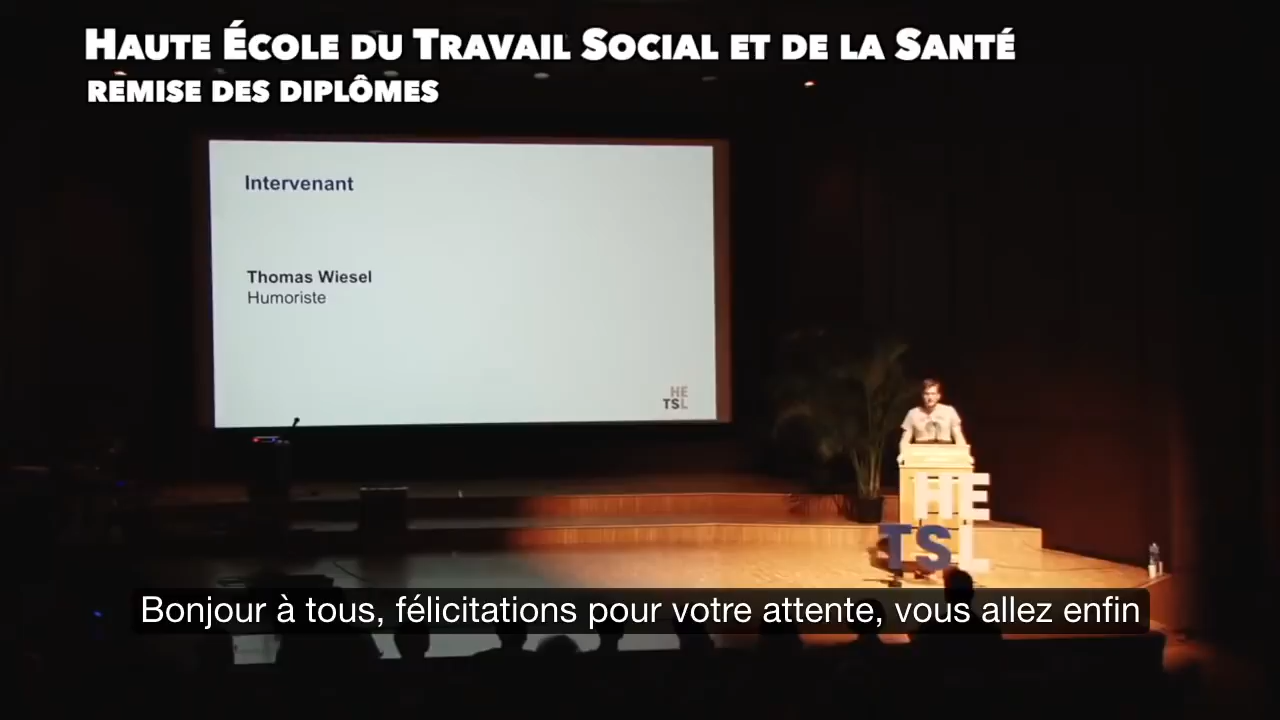 HAUTE ÉCOLE DU TRAVAIL SOCIAL ET DE LA SANTÉ
REMISE DES DIPLÔMES
Intervenant
Thomas Wiesel
Humoriste
HE
TSL
HE
TSL
Bonjour à tous, félicitations pour votre attente, vous allez enfin